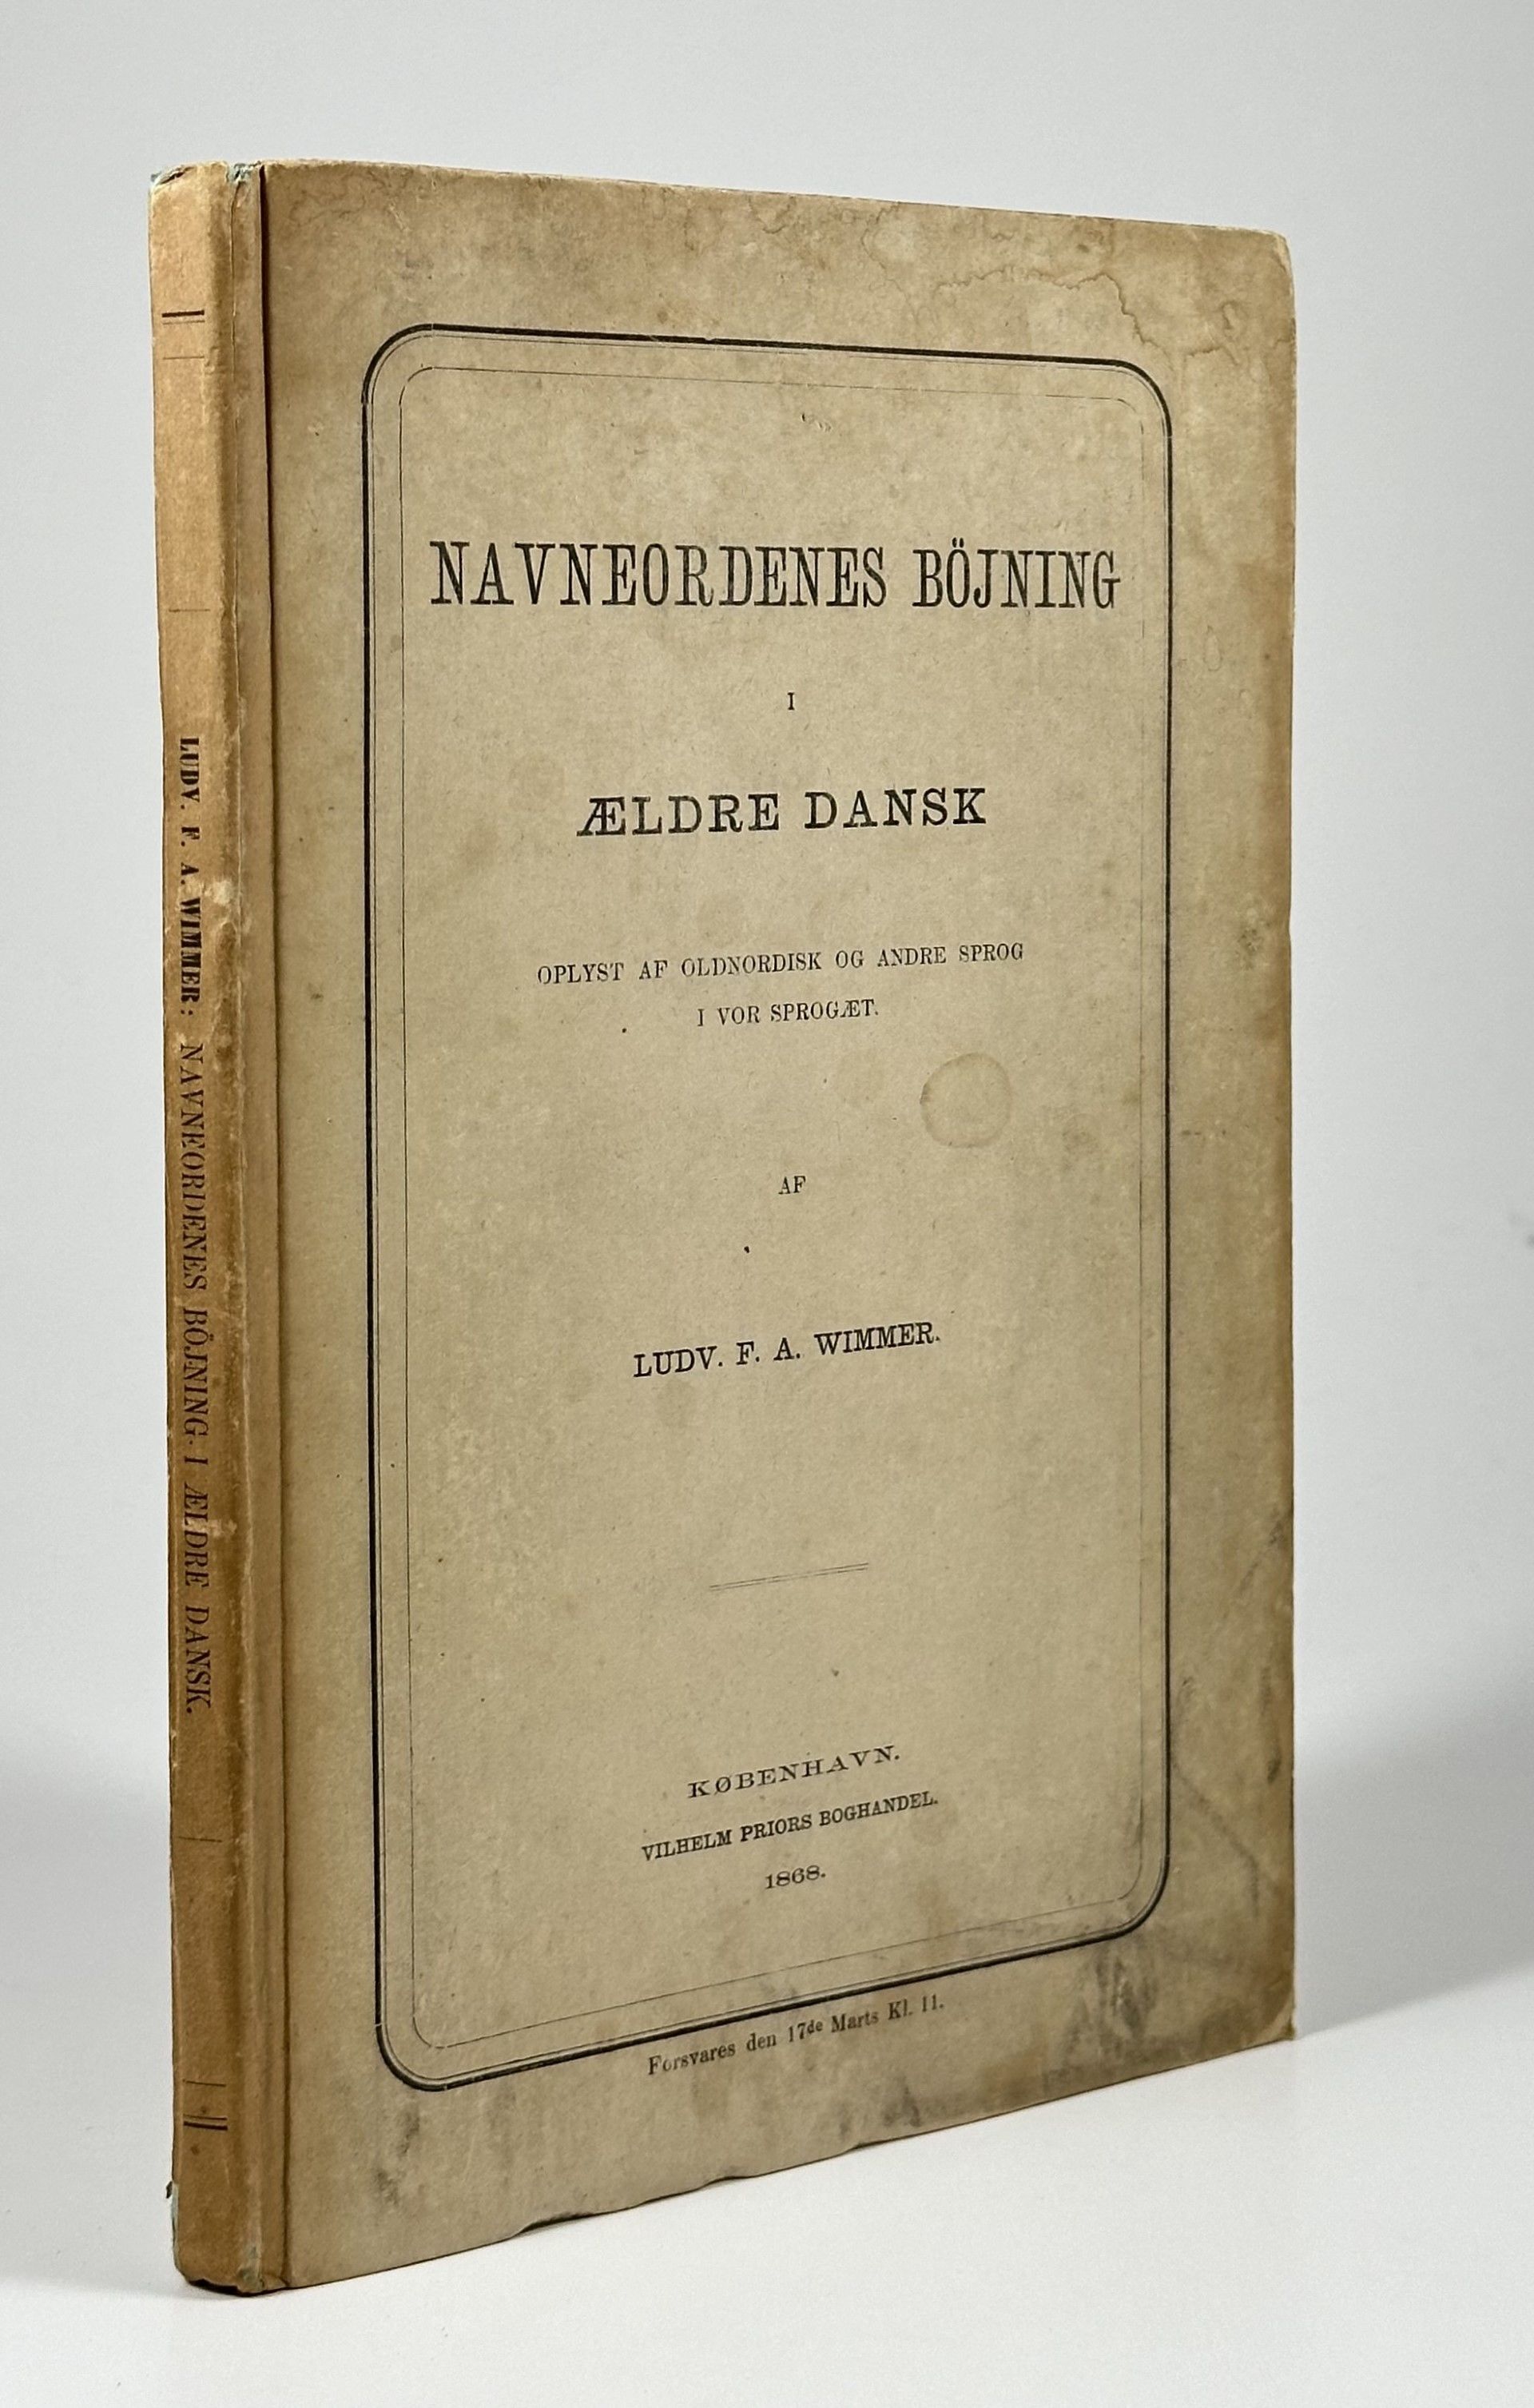 LUDV. F. A. WIMMER: NAVNEORDENES BÖJNING I ÆLDRE DANSK.
NAVNEORDENES BÖJNING
I
ÆLDRE DANSK
OPLYST AF OLDNORDISK OG ANDRE SPROG
I VOR SPROGÆT.
AF
LUDV. F. A. WIMMER.
KØBENHAVN.
VILHELM PRIORS BOGHANDEL.
1868.
Forsvares den 17de Marts Kl. 11.